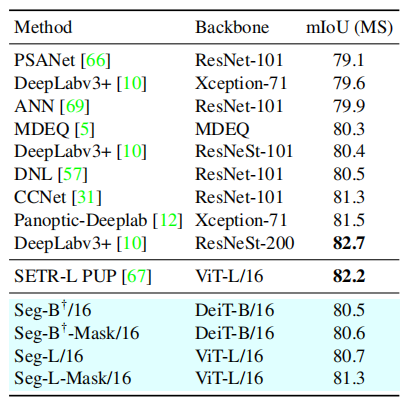 Method Backbone mIoU (MS)
PSANet [66] ResNet-101 79.1
DeepLabv3+ [10] Xception-71 79.6
ANN [69] ResNet-101 79.9
MDEQ [5] MDEQ 80.3
DeepLabv3+ [10] ResNeSt-101 80.4
DNL [57] ResNet-101 80.5
CCNet [31] ResNet-101 81.3
Panoptic-Deeplab [12] Xception-71 81.5
DeepLabv3+ [10] ResNeSt-200 82.7
SETR-L PUP [67] ViT-L/16 82.2
Seg-B†/16 DeiT-B/16 80.5
Seg-B†-Mask/16 DeiT-B/16 80.6
Seg-L/16 ViT-L/16 80.7
Seg-L-Mask/16 ViT-L/16 81.3